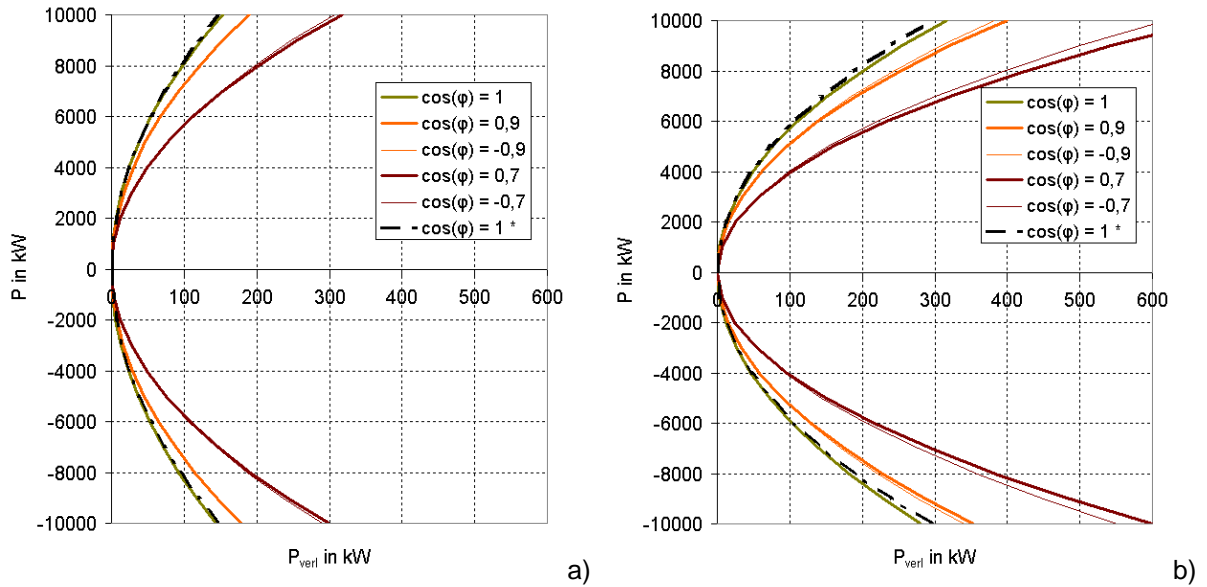 10000
8000
6000
4000
2000
0
-2000
-4000
-6000
-8000
-10000
P in kW
0 100 200 300 400 500 600
P_verl in kW
cos(φ) = 1
cos(φ) = 0,9
cos(φ) = -0,9
cos(φ) = 0,7
cos(φ) = -0,7
cos(φ) = 1 *
a)
10000
8000
6000
4000
2000
0
-2000
-4000
-6000
-8000
-10000
P in kW
0 100 200 300 400 500 600
P_verl in kW
cos(φ) = 1
cos(φ) = 0,9
cos(φ) = -0,9
cos(φ) = 0,7
cos(φ) = -0,7
cos(φ) = 1 *
b)